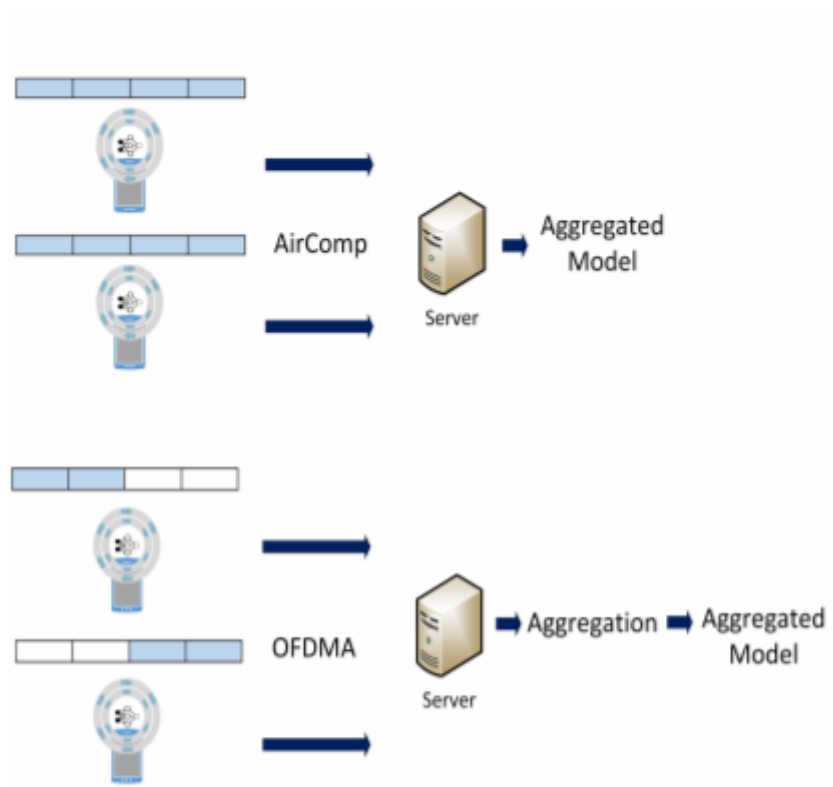 AirComp
Server
Aggregated
Model
OFDMA
Server
Aggregation
Aggregated
Model